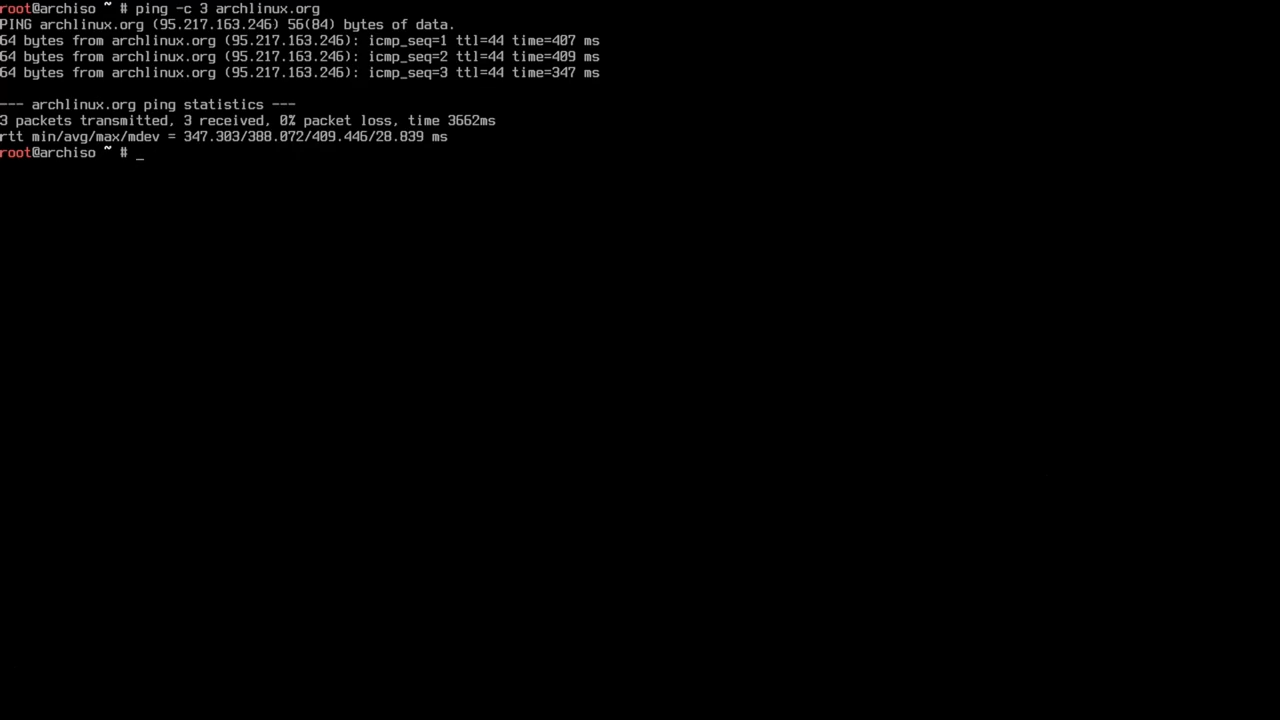 root@archiso ~ # ping -c 3 archlinux.org
PING archlinux.org (95.217.163.246) 56(84) bytes of data.
64 bytes from archlinux.org (95.217.163.246): icmp_seq=1 ttl=44 time=407 ms
64 bytes from archlinux.org (95.217.163.246): icmp_seq=2 ttl=44 time=409 ms
64 bytes from archlinux.org (95.217.163.246): icmp_seq=3 ttl=44 time=347 ms
--- archlinux.org ping statistics ---
3 packets transmitted, 3 received, 0% packet loss, time 3662ms
rtt min/avg/max/mdev = 347.303/388.072/409.446/28.839 ms
root@archiso ~ # _